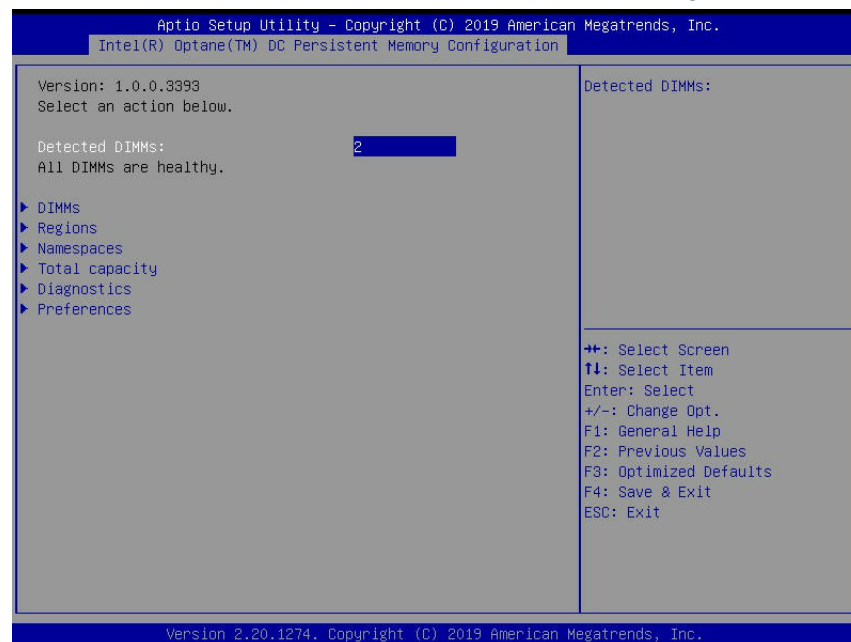 Aptio Setup Utility – Copyright (C) 2019 American Megatrends, Inc.
Intel(R) Optane(TM) DC Persistent Memory Configuration
Version: 1.0.0.3393
Select an action below.
Detected DIMMs: 2
All DIMMs are healthy.
DIMMs
Regions
Namespaces
Total capacity
Diagnostics
Preferences
Detected DIMMs:
→←: Select Screen
↑↓: Select Item
Enter: Select
+/-: Change Opt.
F1: General Help
F2: Previous Values
F3: Optimized Defaults
F4: Save & Exit
ESC: Exit
Version 2.20.1274. Copyright (C) 2019 American Megatrends, Inc.